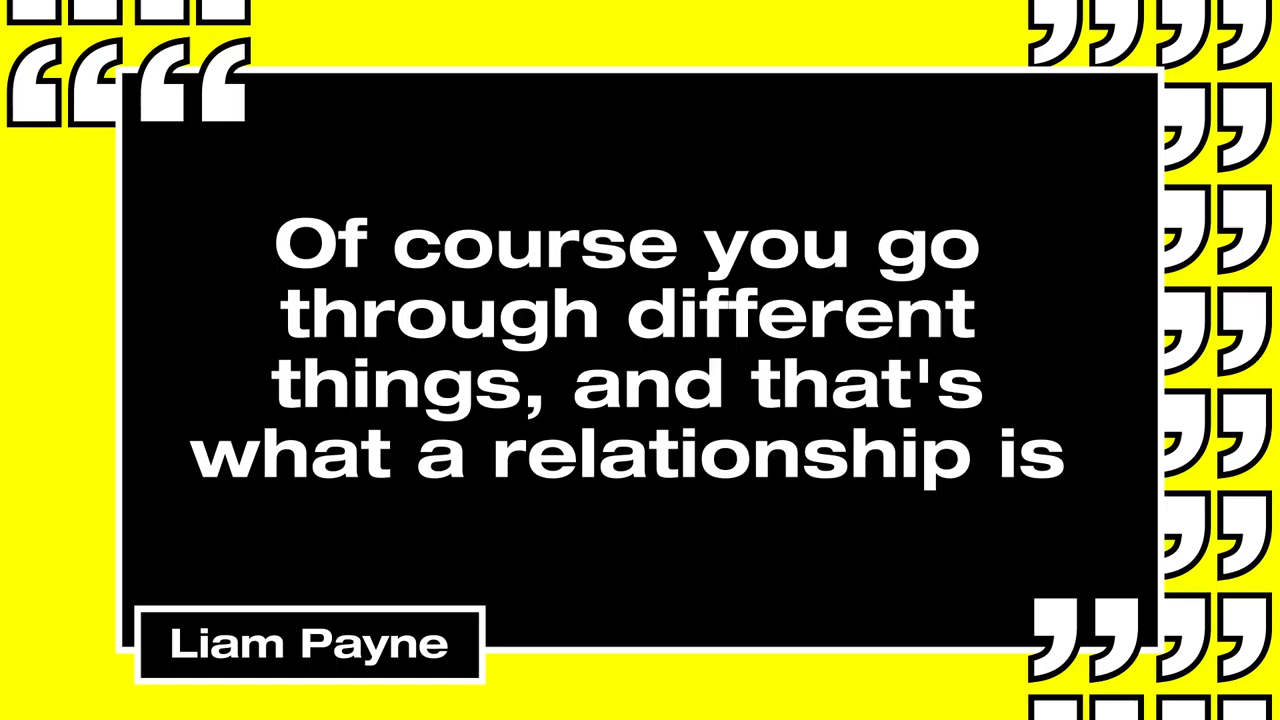 Of course you go
through different
things, and that's
what a relationship is
Liam Payne